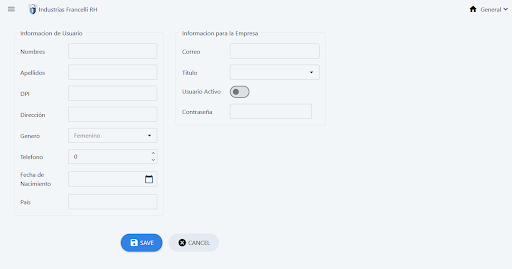 Industrias Francelli RH
General
Informacion de Usuario
Nombres
Apellidos
DPI
Dirección
Genero
Femenino
Telefono
0
Fecha de
Nacimiento
Pais
Informacion para la Empresa
Correo
Titulo
Usuario Activo
Contraseña
SAVE
CANCEL